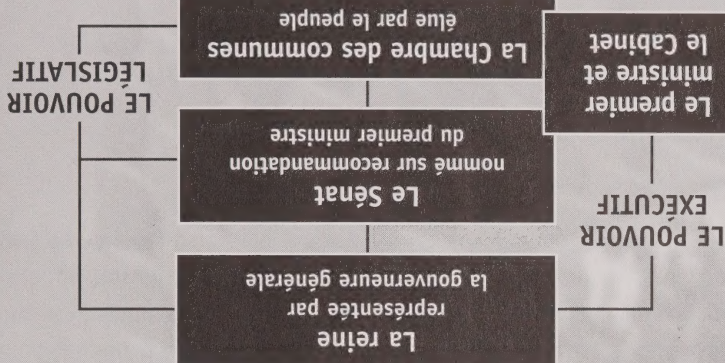 La reine
représentée par
la gouverneure générale
LE POUVOIR
EXÉCUTIF
Le Sénat
nommé sur recommandation
du premier ministre
LE POUVOIR
LÉGISLATIF
Le premier
ministre et
le Cabinet
La Chambre des communes
élue par le peuple